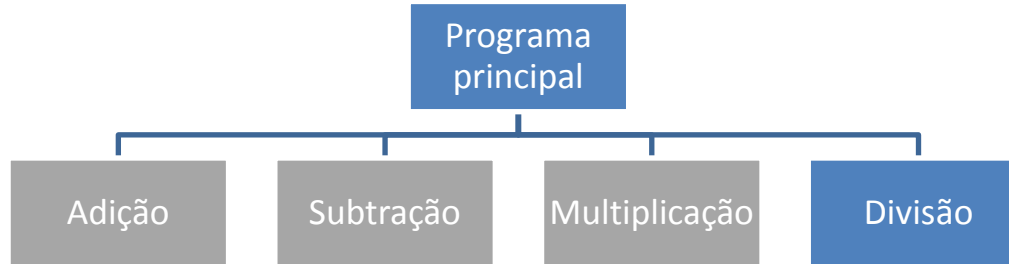 Programa
principal
Adição
Subtração
Multiplicação
Divisão